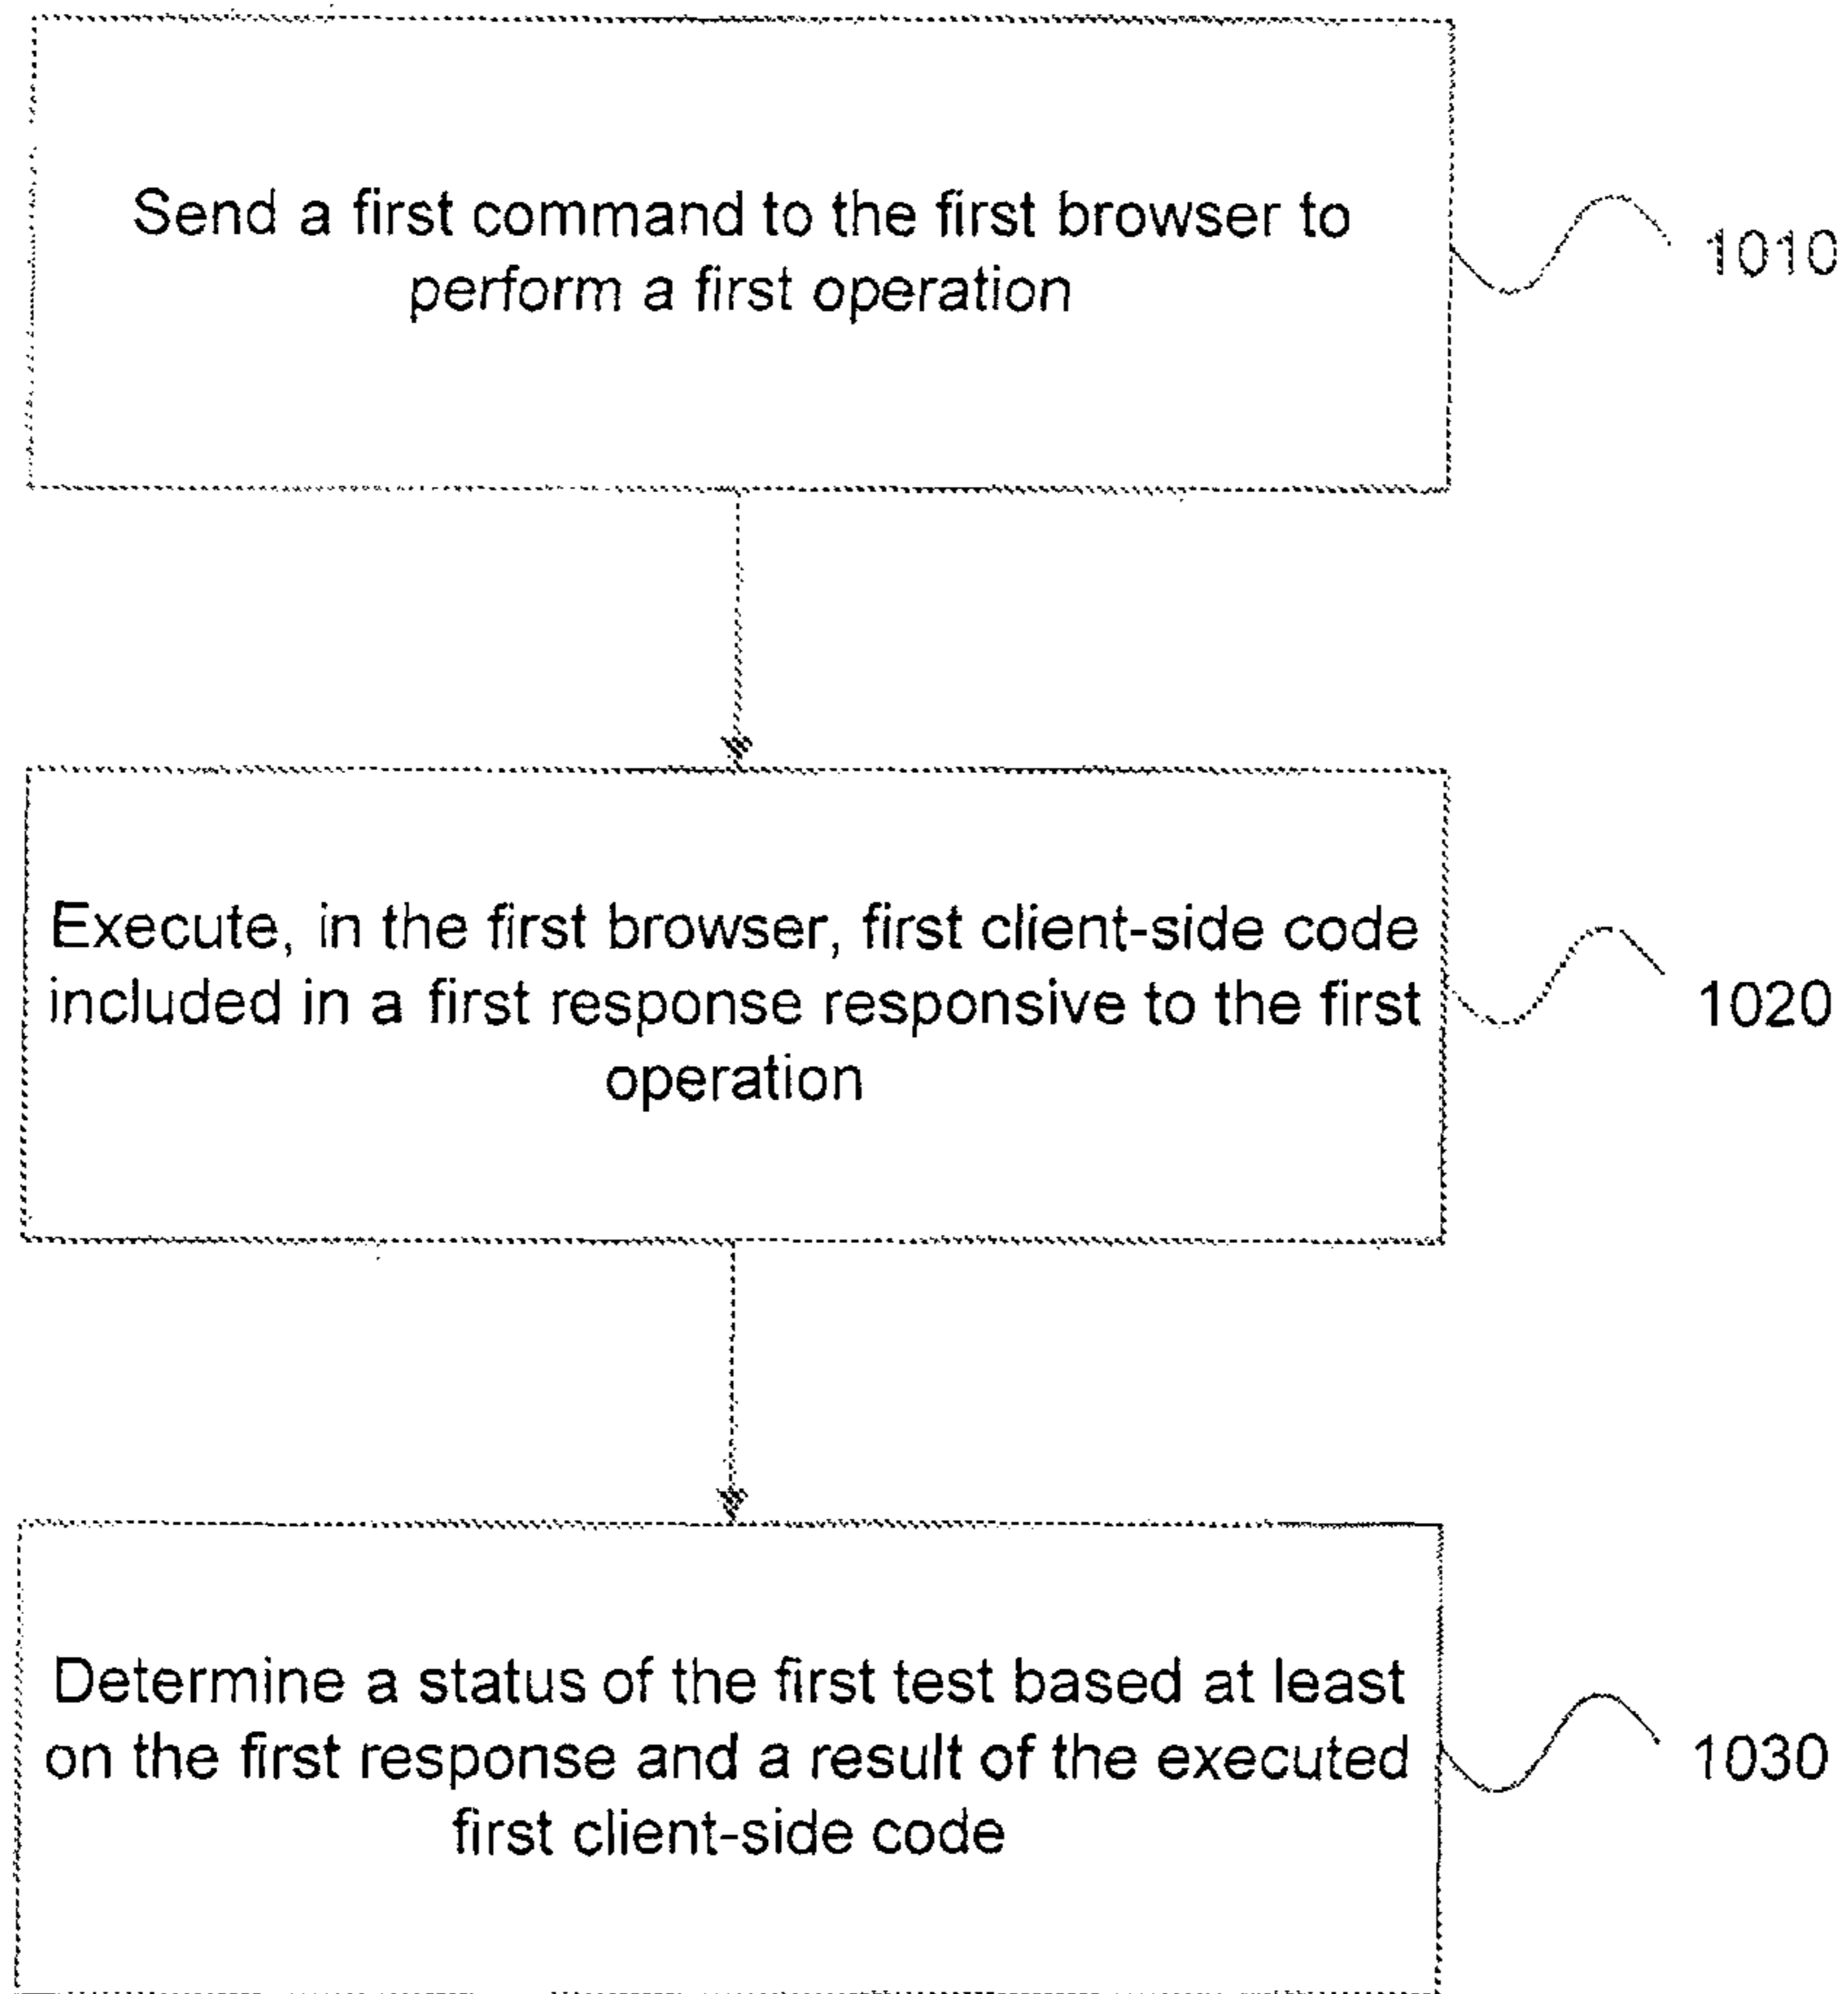 Send a first command to the first browser to
perform a first operation
1010
Execute, in the first browser, first client-side code
included in a first response responsive to the first
operation
1020
Determine a status of the first test based at least
on the first response and a result of the executed
first client-side code
1030